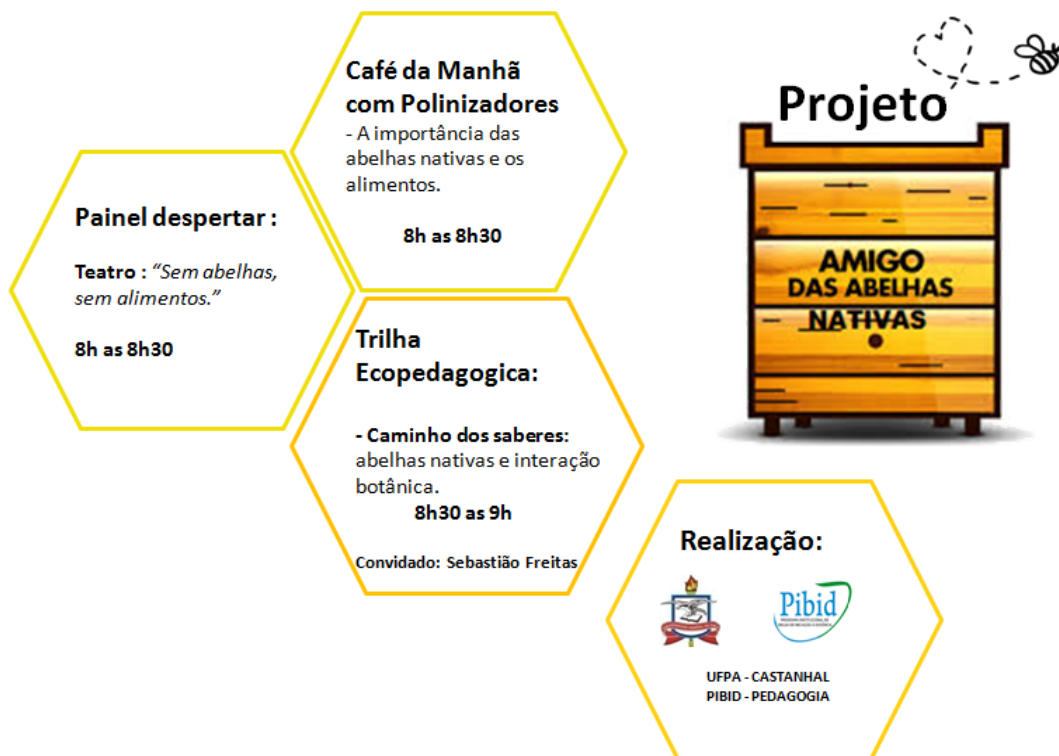 Café da Manhã
com Polinizadores
- A importância das
abelhas nativas e os
alimentos.
8h as 8h30
Painel despertar :
Teatro : “Sem abelhas,
sem alimentos.”
8h as 8h30
Trilha
Ecopedagogica:
- Caminho dos saberes:
abelhas nativas e interação
botânica.
8h30 as 9h
Convidado: Sebastião Freitas
Projeto
AMIGO
DAS ABELHAS
NATIVAS
Realização:
Pibid
UFPA - CASTANHAL
PIBID - PEDAGOGIA